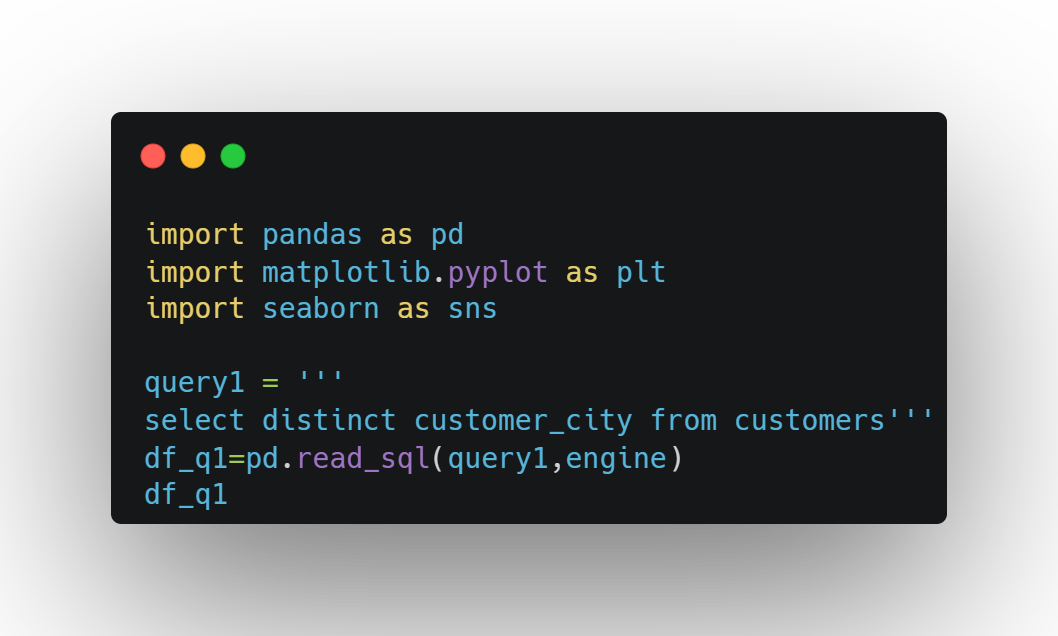 import pandas as pd
import matplotlib.pyplot as plt
import seaborn as sns
query1 = '''
select distinct customer_city from customers'''
df_q1=pd.read_sql(query1,engine)
df_q1